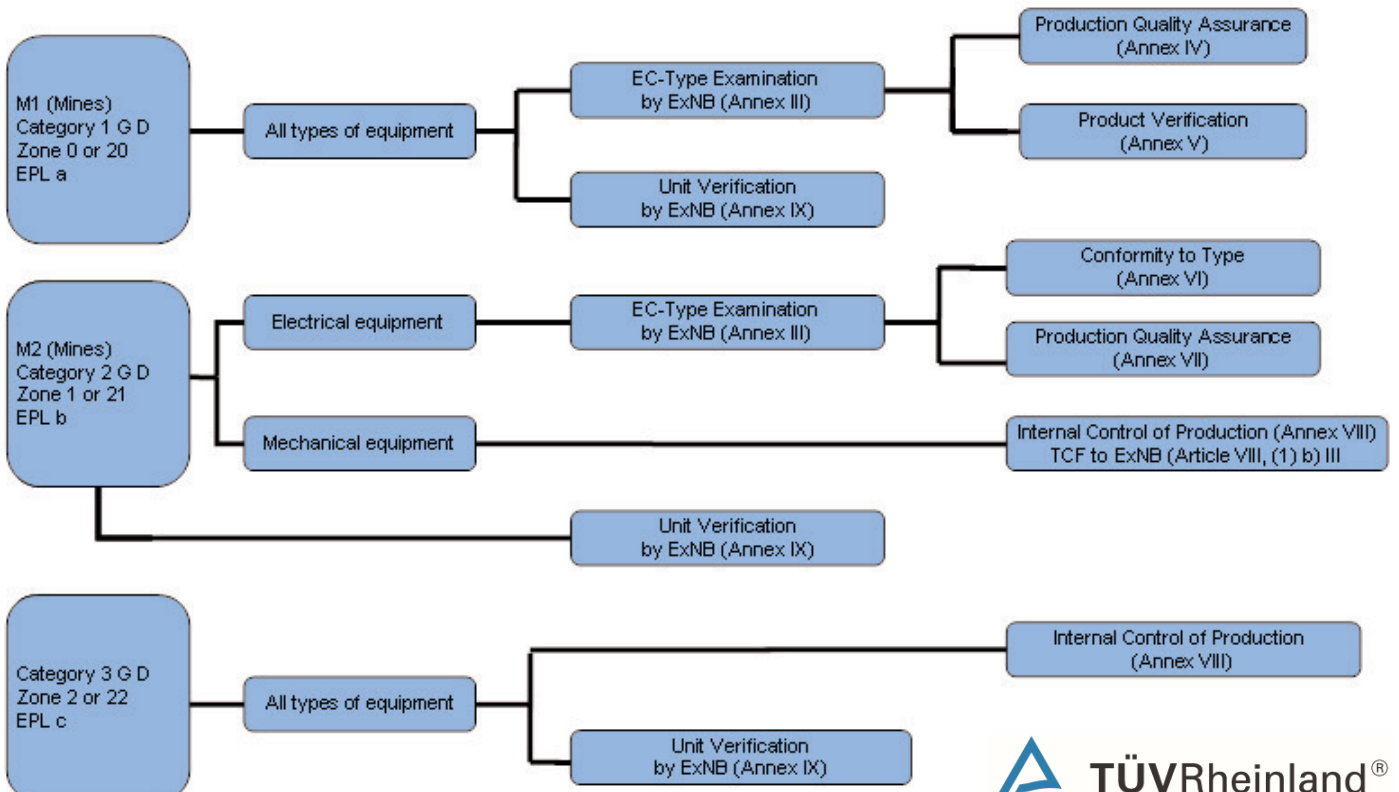 M1 (Mines)
Category 1 G D
Zone 0 or 20
EPL a
All types of equipment
EC-Type Examination
by ExNB (Annex III)
Unit Verification
by ExNB (Annex IX)
Production Quality Assurance
(Annex IV)
Product Verification
(Annex V)
M2 (Mines)
Category 2 G D
Zone 1 or 21
EPL b
Electrical equipment
EC-Type Examination
by ExNB (Annex III)
Conformity to Type
(Annex VI)
Production Quality Assurance
(Annex VII)
Mechanical equipment
Internal Control of Production (Annex VIII)
TCF to ExNB (Article VIII, (1) b) III
Unit Verification
by ExNB (Annex IX)
Category 3 G D
Zone 2 or 22
EPL c
All types of equipment
Internal Control of Production
(Annex VIII)
Unit Verification
by ExNB (Annex IX)
TÜVRheinland®